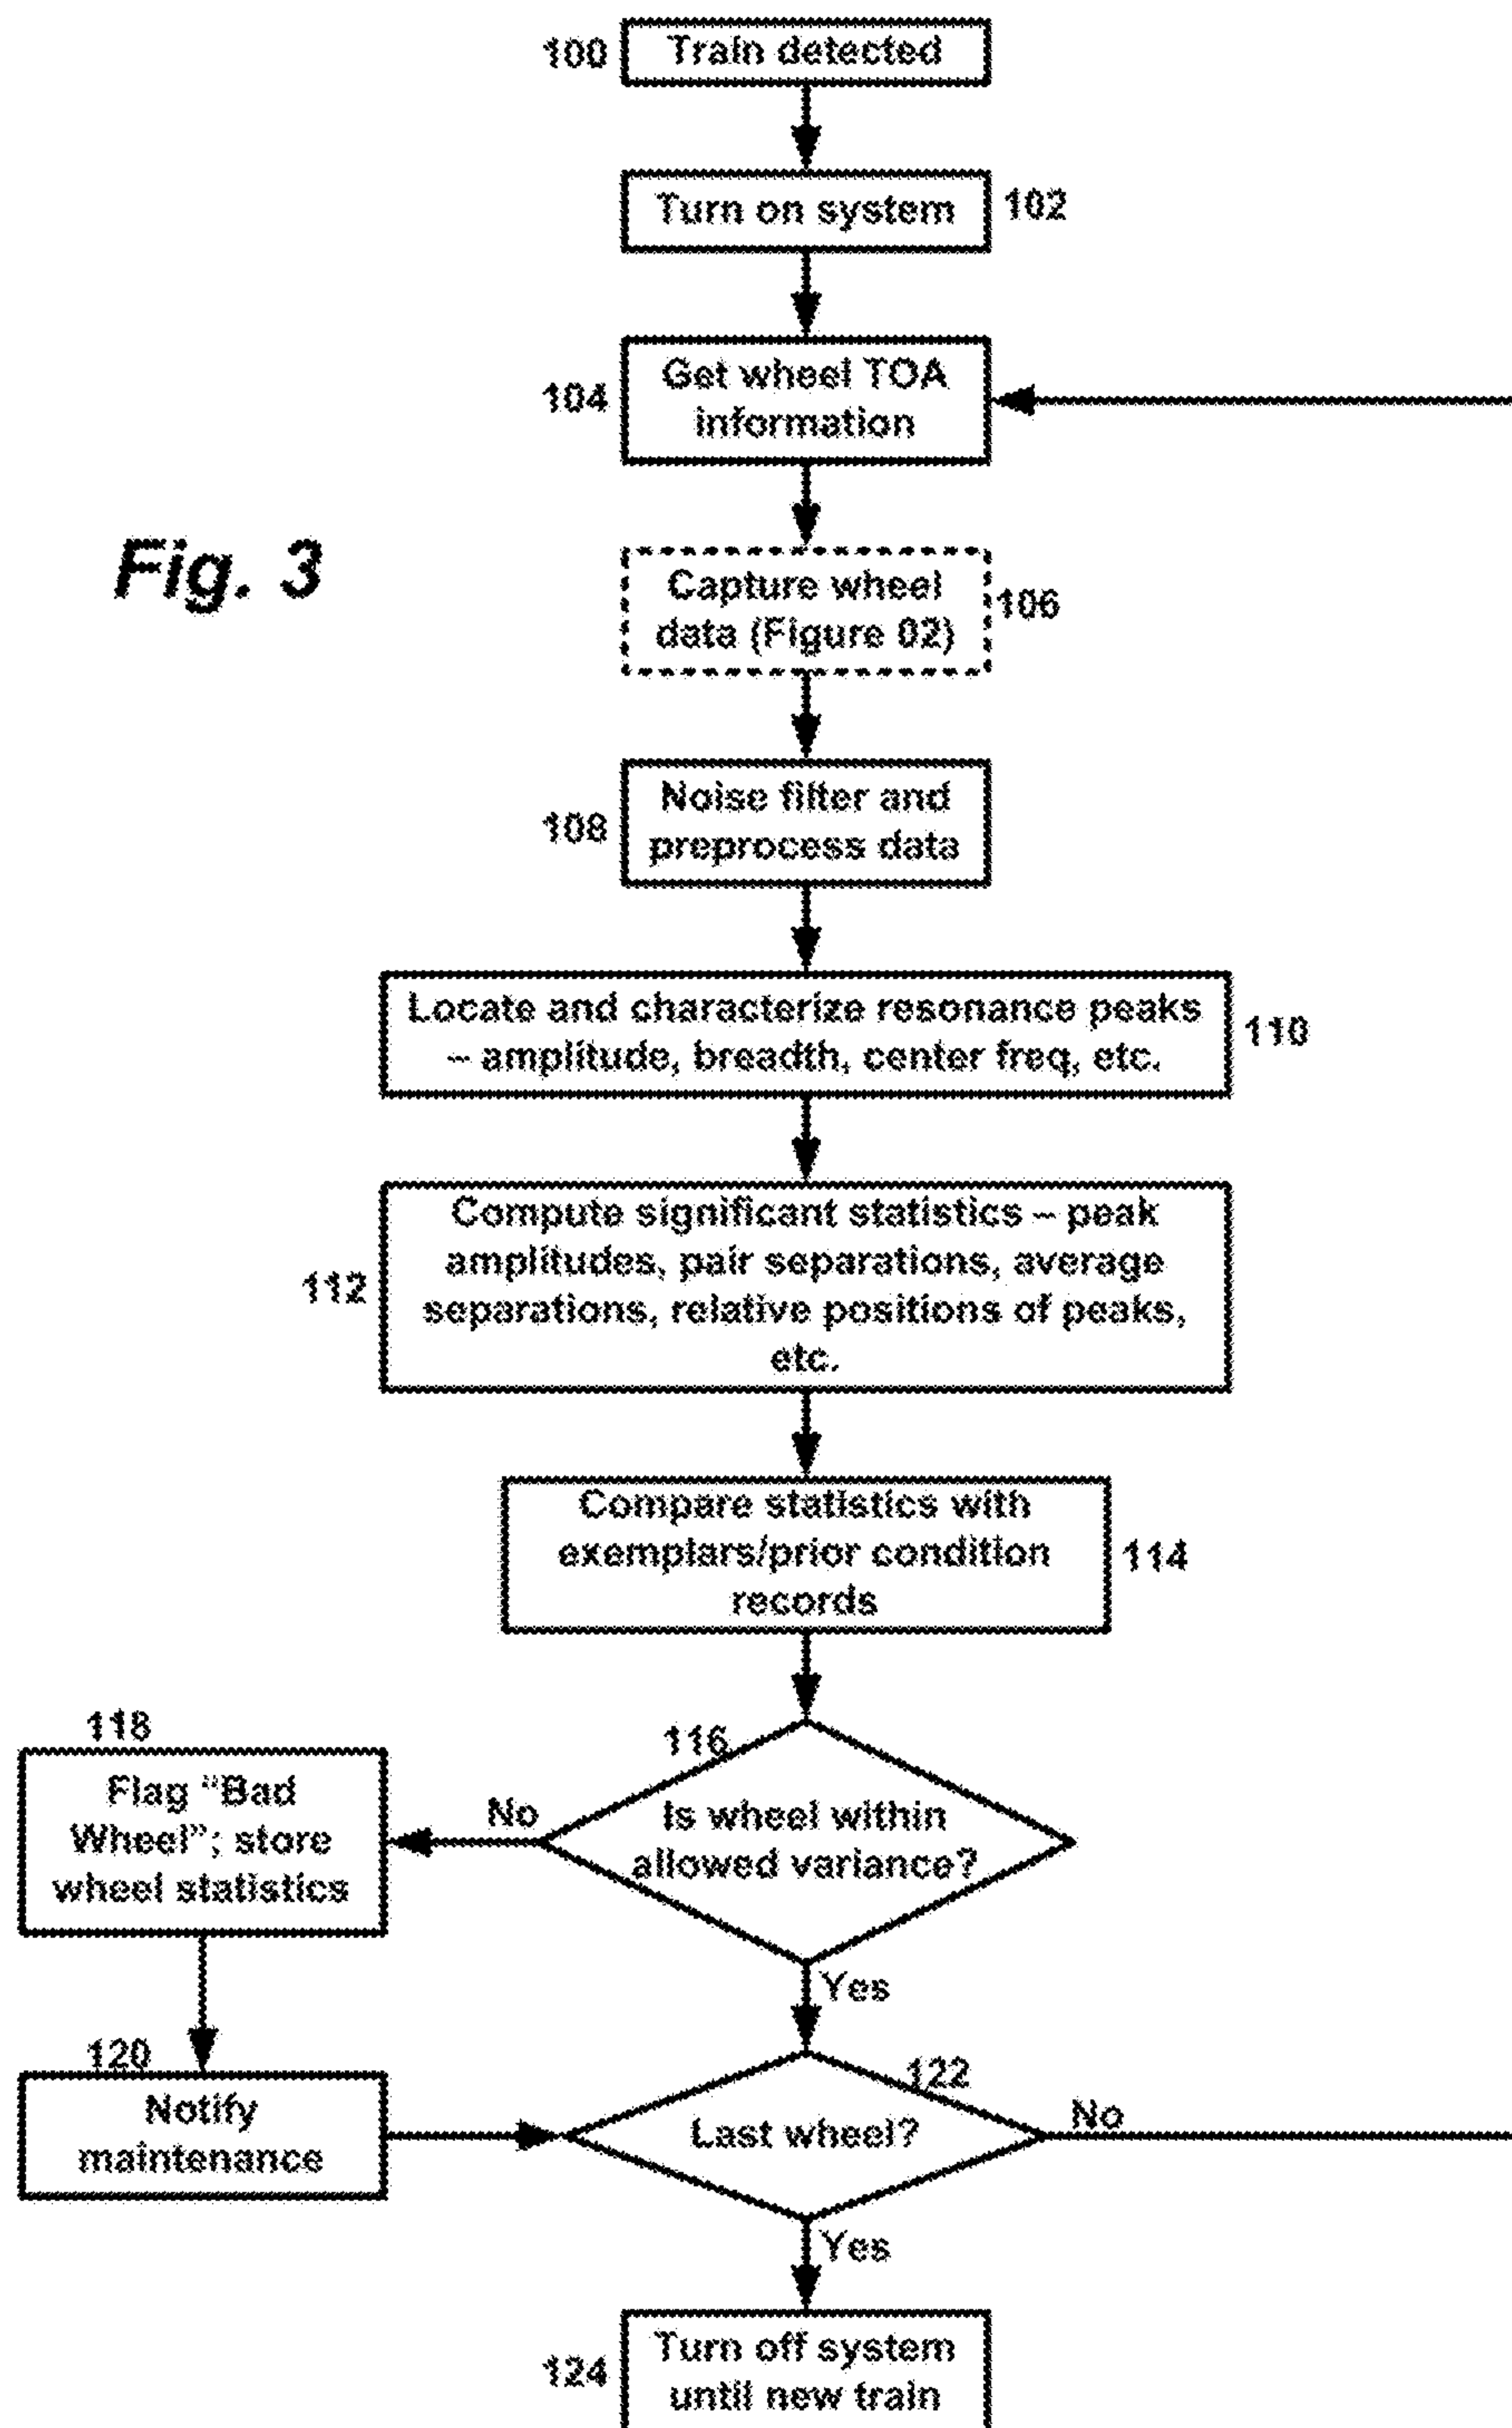 100
Train detected
Turn on system
102
104
Get wheel TOA
information
Fig. 3
Capture wheel
data (Figure 02)
106
108
Noise filter and
preprocess data
Locate and characterize resonance peaks
– amplitude, breadth, center freq, etc.
110
112
Compute significant statistics – peak
amplitudes, pair separations, average
separations, relative positions of peaks,
etc.
Compare statistics with
exemplars/prior condition
records
114
116
Is wheel within
allowed variance?
No
118
Flag “Bad
Wheel”; store
wheel statistics
Yes
120
Notify
maintenance
122
Last wheel?
No
Yes
124
Turn off system
until new train